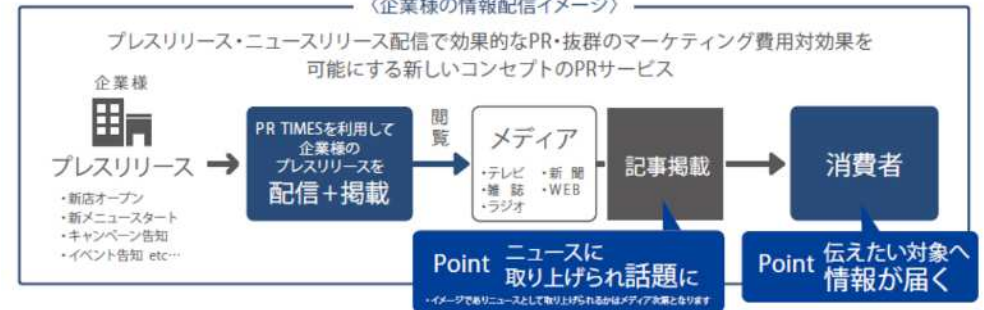 〈企業様の情報配信イメージ〉
プレスリリース・ニュースリリース配信で効果的なPR・抜群のマーケティング費用対効果を
可能にする新しいコンセプトのPRサービス
企業様
プレスリリース
・新店オープン
・新メニュースタート
・キャンペーン告知
・イベント告知 etc…
PR TIMESを利用して
企業様の
プレスリリースを
配信+掲載
閲覧
メディア
・テレビ ・新聞
・雑誌 ・WEB
・ラジオ
記事掲載
消費者
Point ニュースに
取り上げられ話題に
・イメージでありニュースとして取り上げられるかはメディア次第となります
Point 伝えたい対象へ
情報が届く